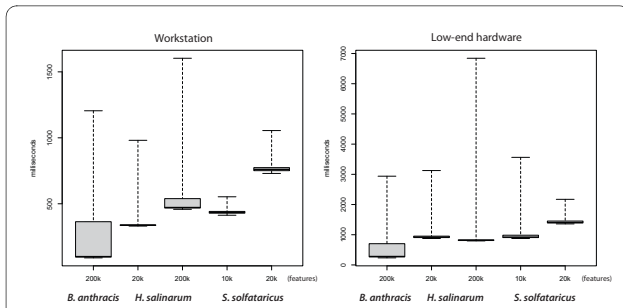 Workstation
milliseconds
1500
1000
500
200k 20k 200k 10k 20k (features)
B. anthracis H. salinarum S. solfataricus
Low-end hardware
milliseconds
7000
6000
5000
4000
3000
2000
1000
0
200k 20k 200k 10k 20k (features)
B. anthracis H. salinarum S. solfataricus